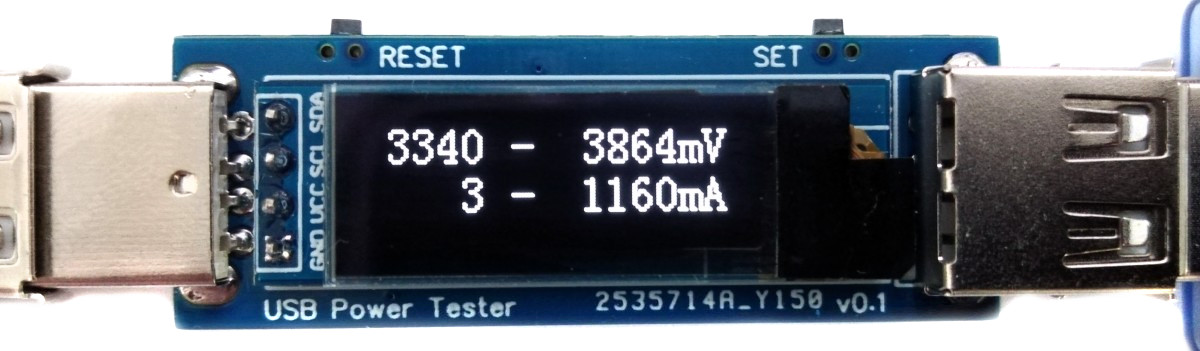 RESET
SET
SDA
SCL
VCC
GND
3340 - 3864mV
3 - 1160mA
USB Power Tester
2535714A_Y150 v0.1